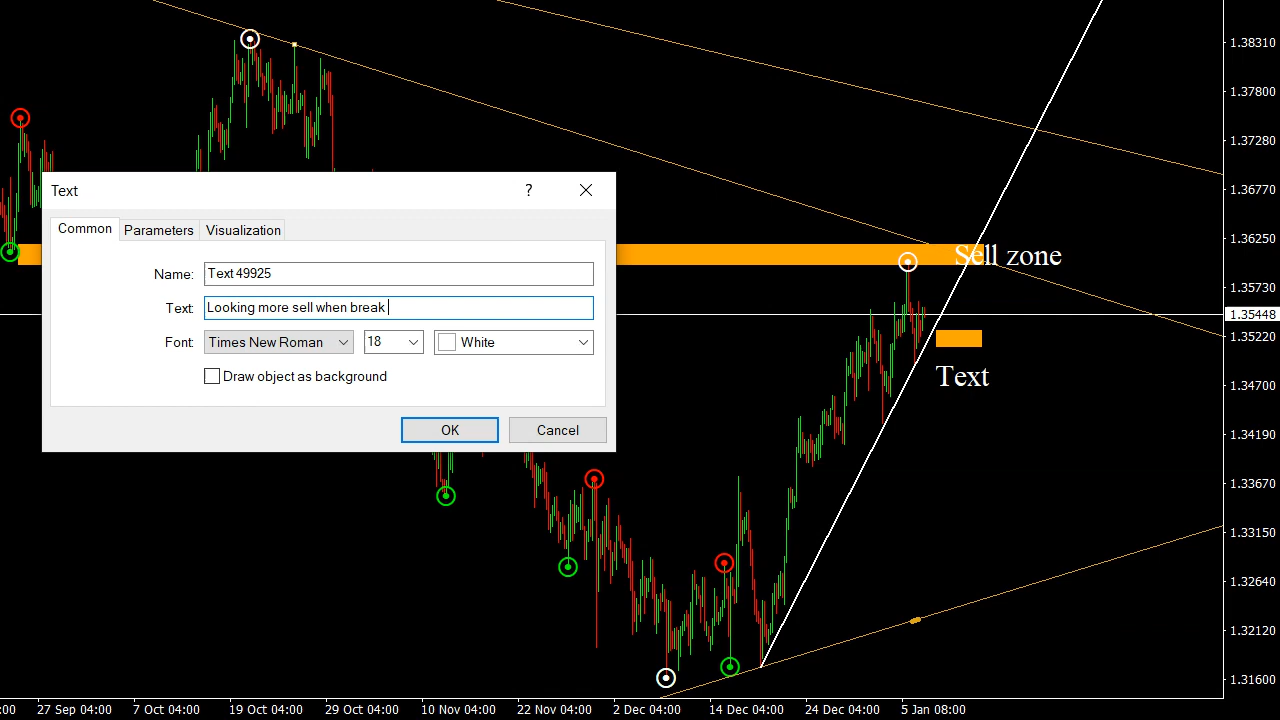 1.38311
1.37800
1.37280
1.36770
1.36250
Sell zone
1.35730
1.35448
1.35220
Text
1.34700
1.34190
1.33670
1.33150
1.32640
1.32120
1.31600
Text
?
Common
Parameters
Visualization
Name:
Text 49925
Text:
Looking more sell when break
Font:
Times New Roman
18
White
Draw object as background
OK
Cancel
:00
27 Sep 04:00
7 Oct 04:00
19 Oct 04:00
29 Oct 04:00
10 Nov 04:00
22 Nov 04:00
2 Dec 04:00
14 Dec 04:00
24 Dec 04:00
5 Jan 08:00